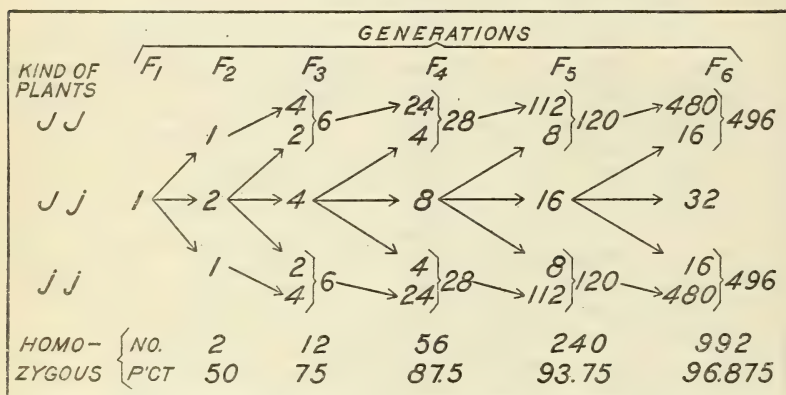 GENERATIONS
KIND OF PLANTS F1 F2 F3 F4 F5 F6
JJ 1 4 2 } 6 24 4 } 28 112 8 } 120 480 16 } 496
Jj 1 2 4 8 16 32
jj 1 2 4 } 6 4 24 } 28 8 112 } 120 16 480 } 496
HOMO- { NO. 2 12 56 240 992
ZYGOUS { P'CT 50 75 87.5 93.75 96.875